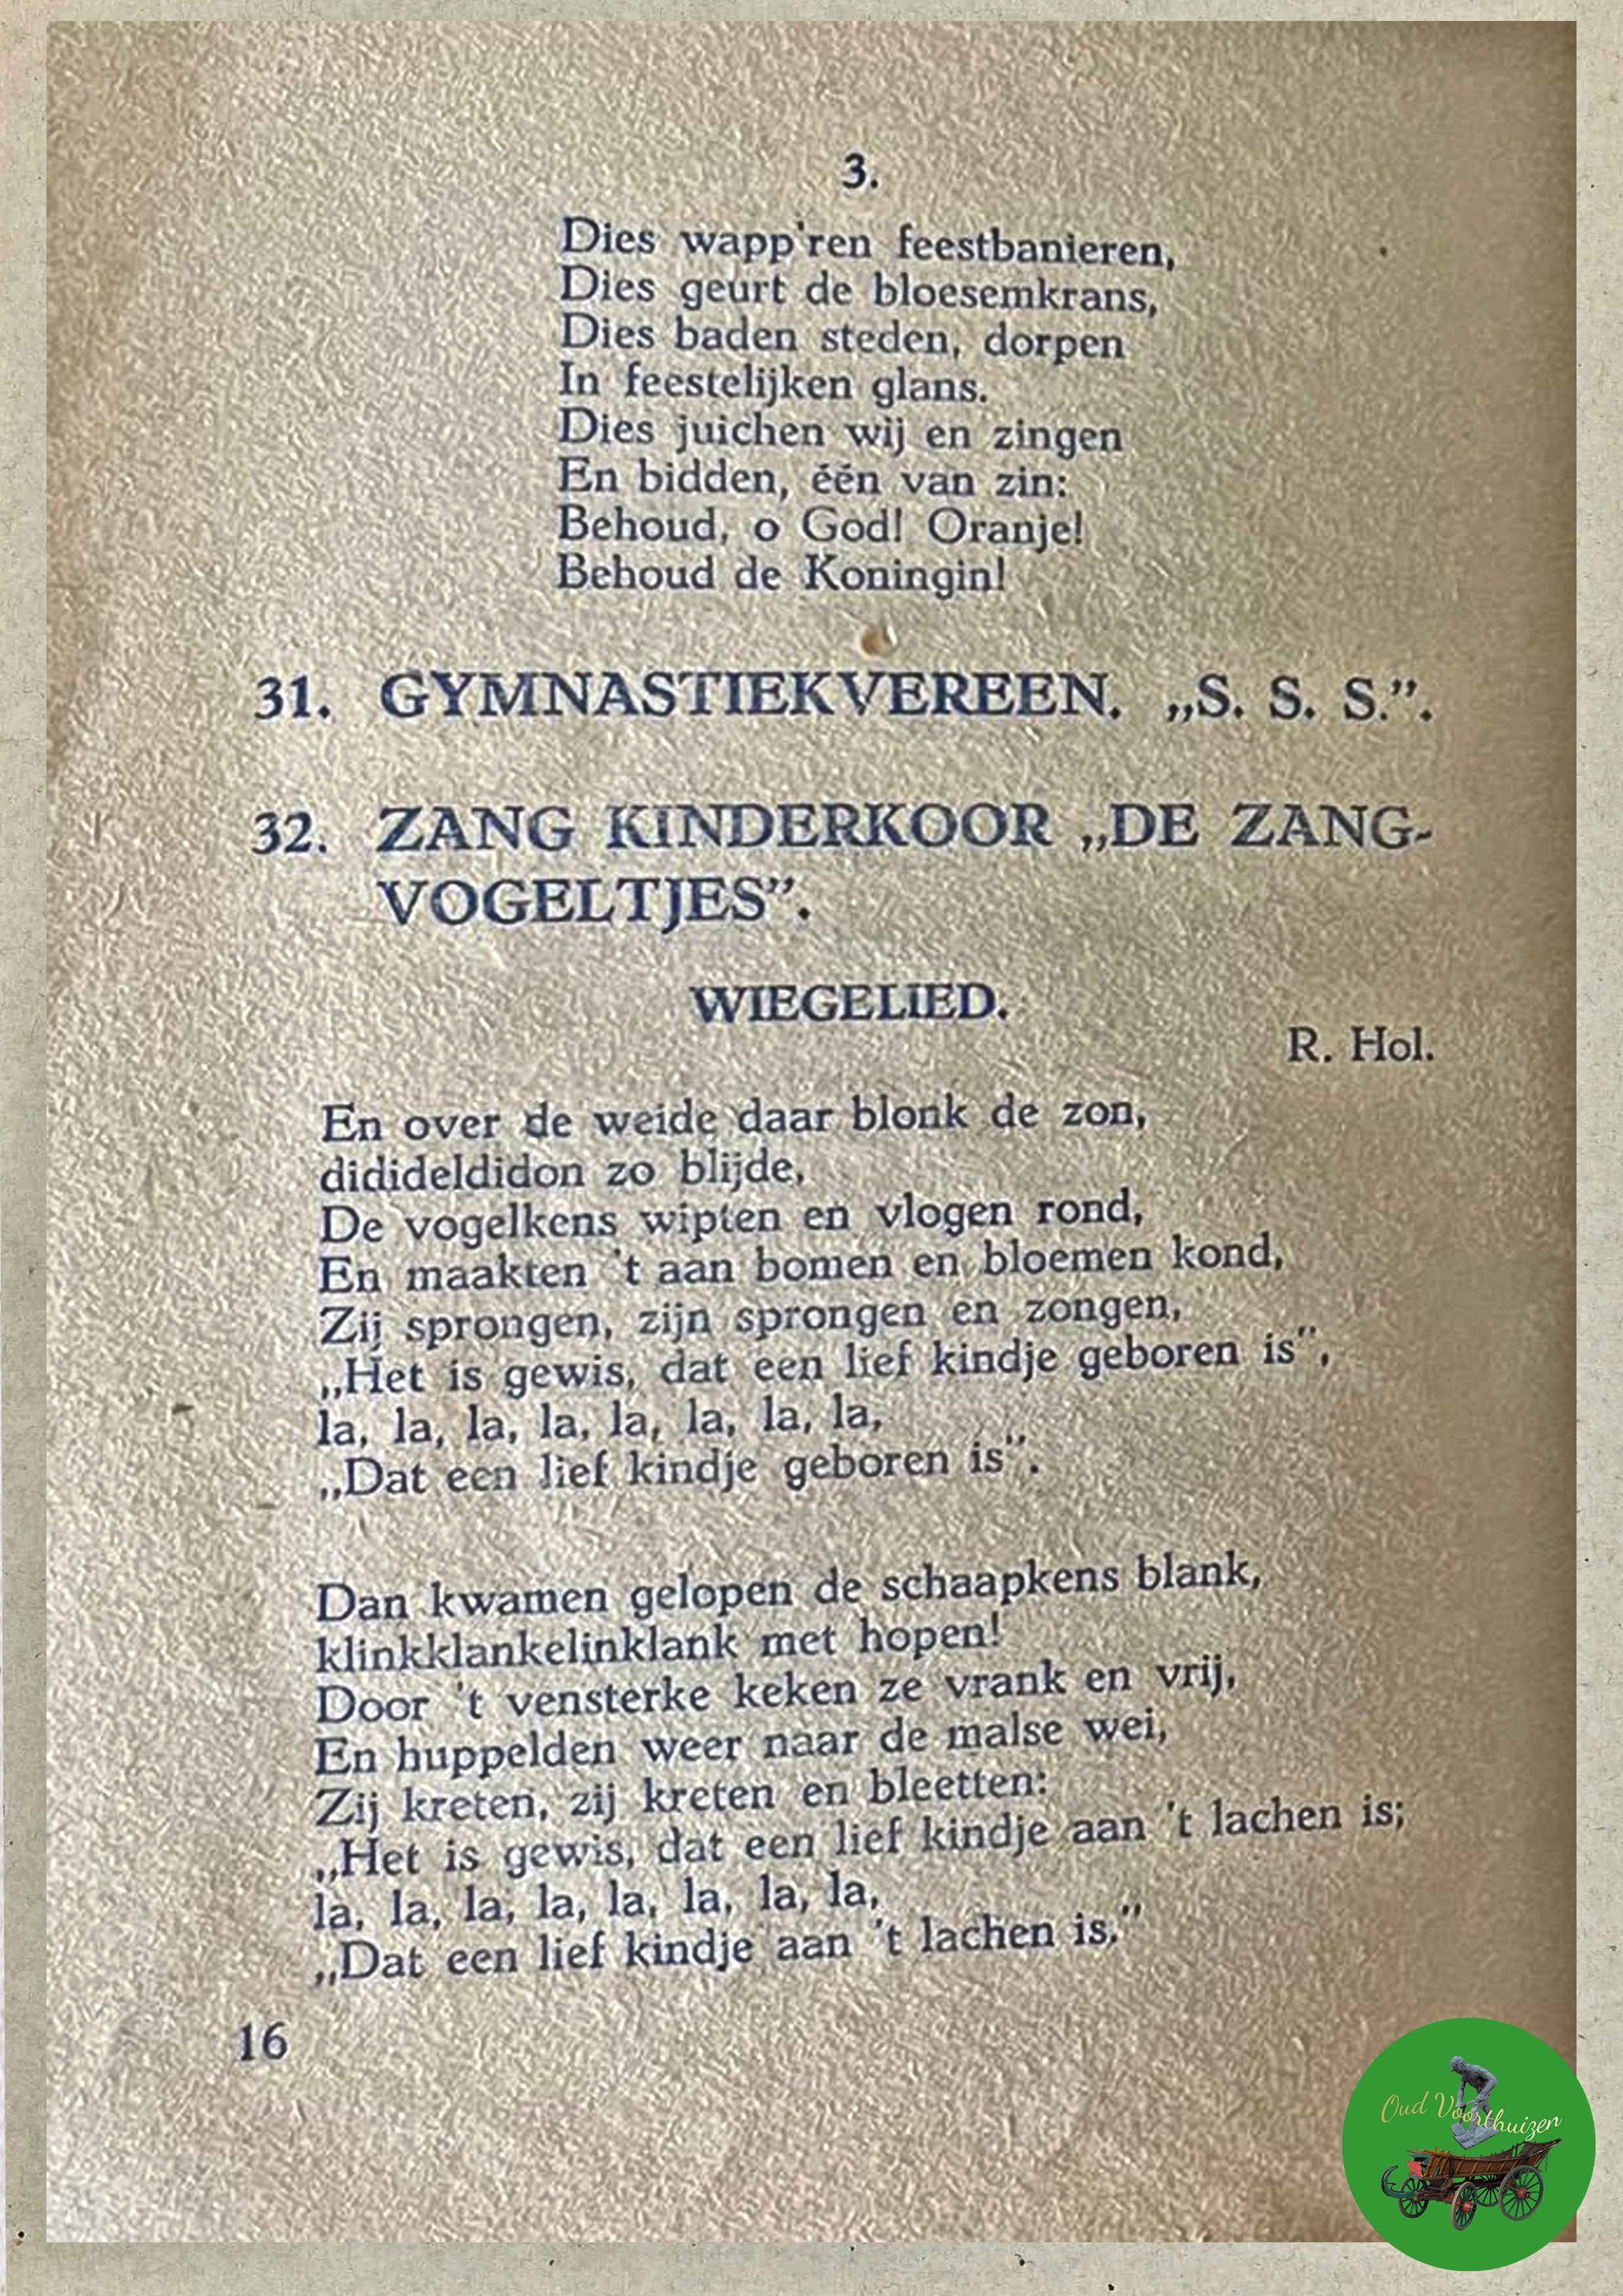 3.
Dies wapp'ren feestbanieren,
Dies geurt de bloesemkrans,
Dies baden steden, dorpen
In feestelijken glans.
Dies juichen wij en zingen
En bidden, één van zin:
Behoud, o God! Oranje!
Behoud de Koningin!
31. GYMNASTIEKVEREEN. „S. S. S.”.
32. ZANG KINDERKOOR „DE ZANG-
VOGELTJES”.
WIEGELIED.
R. Hol.
En over de weide daar blonk de zon,
didideldidon zo blijde,
De vogelkens wipten en vlogen rond,
En maakten 't aan bomen en bloemen kond,
Zij sprongen, zijn sprongen en zongen,
„Het is gewis, dat een lief kindje geboren is”,
la, la, la, la, la, la, la, la,
„Dat een lief kindje geboren is”.
Dan kwamen gelopen de schaapkens blank,
klinkklankelinklank met hopen!
Door 't vensterke keken ze vrank en vrij,
En huppelden weer naar de malse wei,
Zij kreten, zij kreten en bleetten:
„Het is gewis, dat een lief kindje aan 't lachen is;
la, la, la, la, la, la, la, la,
„Dat een lief kindje aan 't lachen is.”
16
Oud Voorthuizen